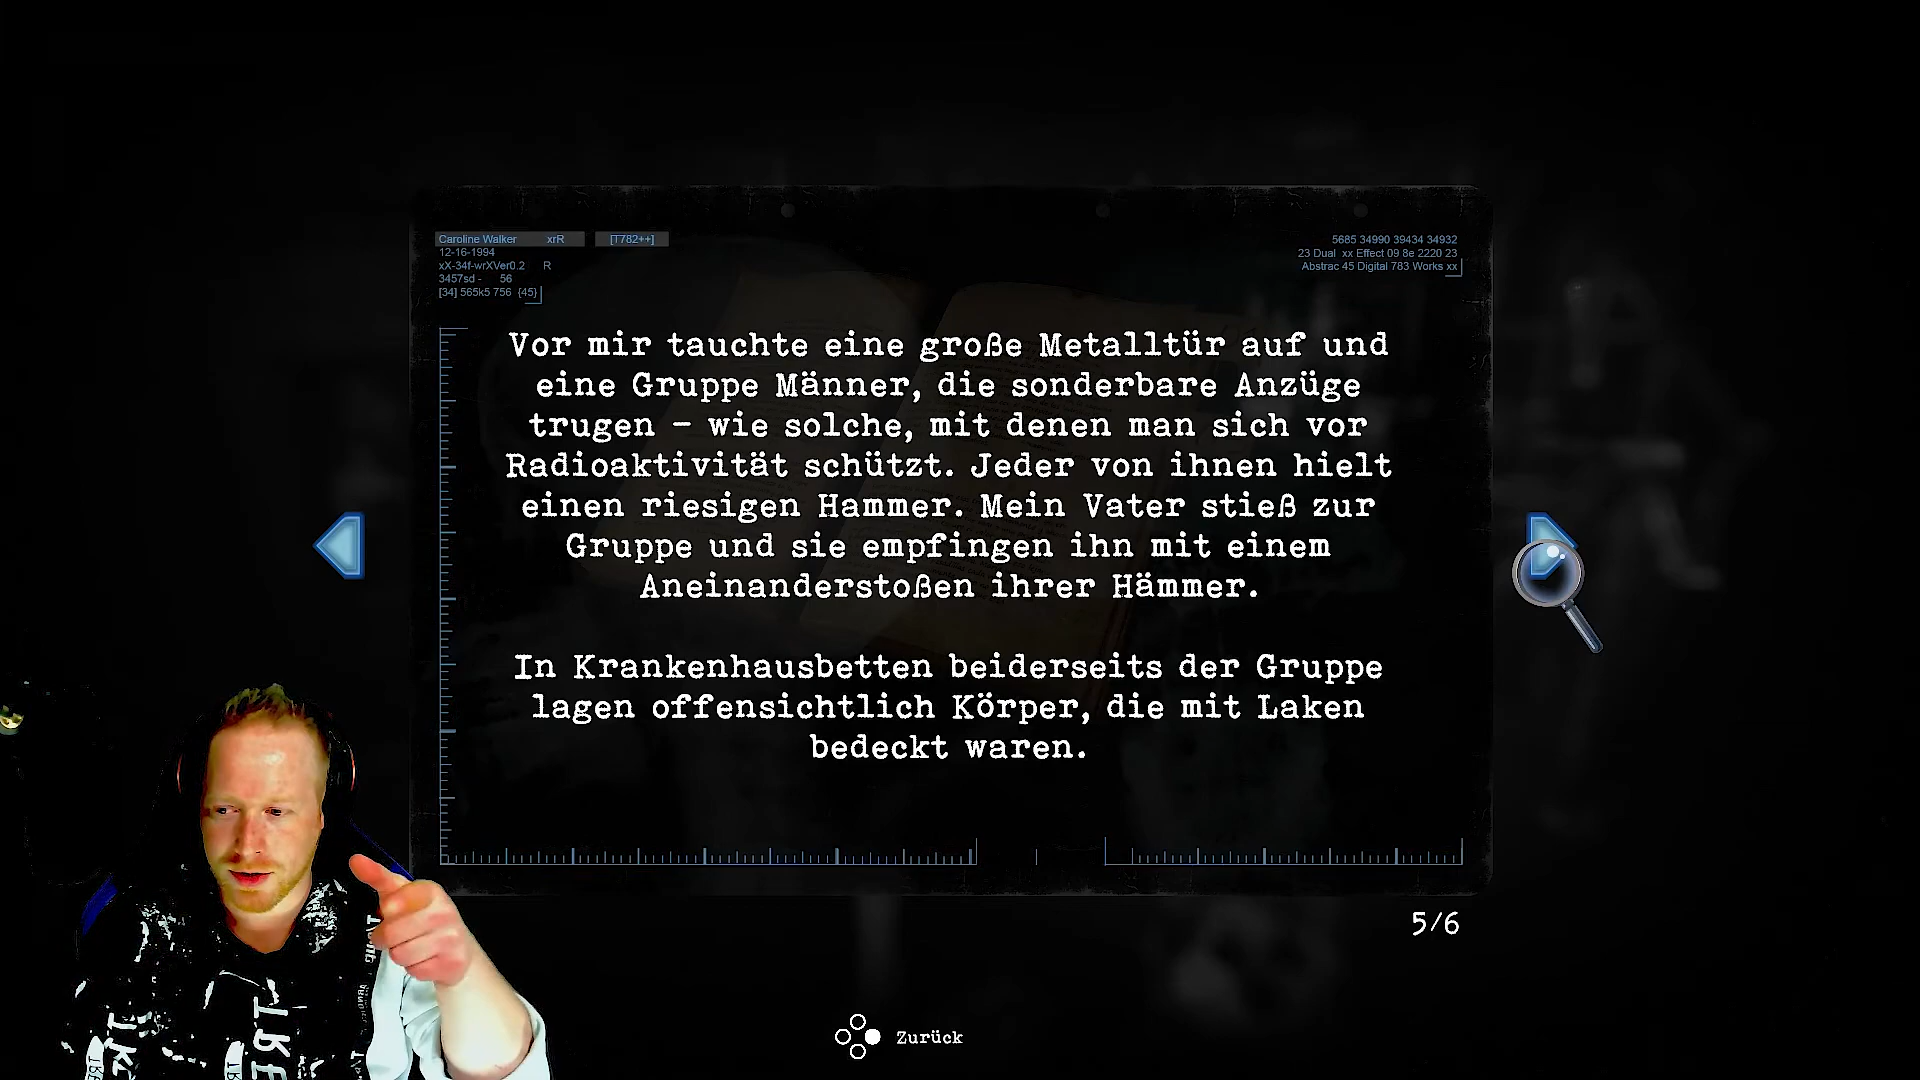 Caroline Walker xrR [T782++]
12-16-1994
xX-34f-wrXVer0.2 R
3457sd - 56
[34] 565k5 756 {45}
5685 34990 39434 34932
23 Dual xx Effect 09 8e 2220 23
Abstrac 45 Digital 783 Works xx
Vor mir tauchte eine große Metalltür auf und
eine Gruppe Männer, die sonderbare Anzüge
trugen – wie solche, mit denen man sich vor
Radioaktivität schützt. Jeder von ihnen hielt
einen riesigen Hammer. Mein Vater stieß zur
Gruppe und sie empfingen ihn mit einem
Aneinanderstoßen ihrer Hämmer.
In Krankenhausbetten beiderseits der Gruppe
lagen offensichtlich Körper, die mit Laken
bedeckt waren.
5/6
Zurück